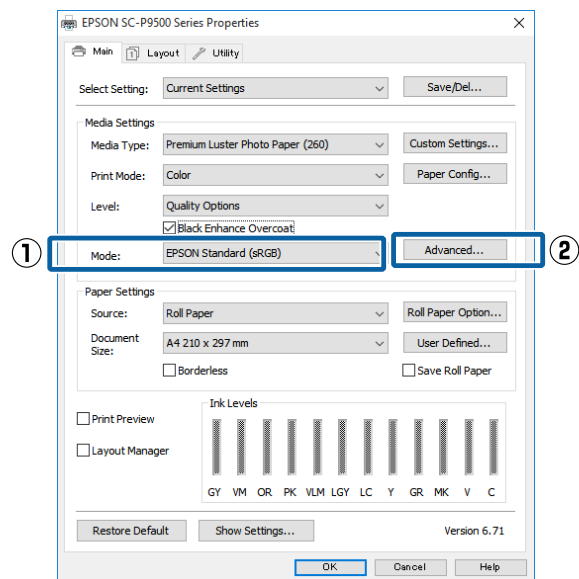 EPSON SC-P9500 Series Properties
Main Layout Utility
Select Setting: Current Settings Save/Del...
Media Settings
Media Type: Premium Luster Photo Paper (260) Custom Settings...
Print Mode: Color Paper Config...
Level: Quality Options
Black Enhance Overcoat
① Mode: EPSON Standard (sRGB) Advanced... ②
Paper Settings
Source: Roll Paper Roll Paper Option...
Document Size: A4 210 x 297 mm User Defined...
Borderless Save Roll Paper
Ink Levels
Print Preview
Layout Manager
GY VM OR PK VLM LGY LC Y GR MK V C
Restore Default Show Settings... Version 6.71
OK Cancel Help